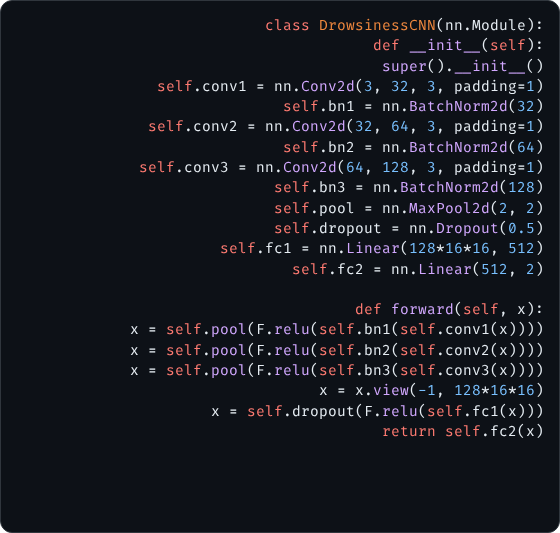 class DrowsinessCNN(nn.Module):
def __init__(self):
super().__init__()
self.conv1 = nn.Conv2d(3, 32, 3, padding=1)
self.bn1 = nn.BatchNorm2d(32)
self.conv2 = nn.Conv2d(32, 64, 3, padding=1)
self.bn2 = nn.BatchNorm2d(64)
self.conv3 = nn.Conv2d(64, 128, 3, padding=1)
self.bn3 = nn.BatchNorm2d(128)
self.pool = nn.MaxPool2d(2, 2)
self.dropout = nn.Dropout(0.5)
self.fc1 = nn.Linear(128*16*16, 512)
self.fc2 = nn.Linear(512, 2)
def forward(self, x):
x = self.pool(F.relu(self.bn1(self.conv1(x))))
x = self.pool(F.relu(self.bn2(self.conv2(x))))
x = self.pool(F.relu(self.bn3(self.conv3(x))))
x = x.view(-1, 128*16*16)
x = self.dropout(F.relu(self.fc1(x)))
return self.fc2(x)